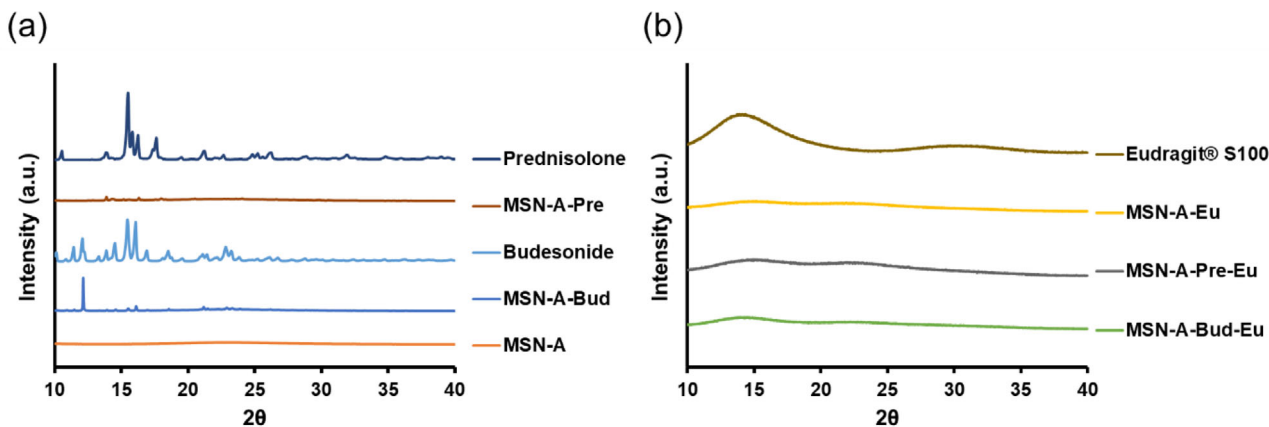 (a)
Intensity (a.u.)
Prednisolone
MSN-A-Pre
Budesonide
MSN-A-Bud
MSN-A
10 15 20 25 30 35 40
2θ
(b)
Intensity (a.u.)
Eudragit® S100
MSN-A-Eu
MSN-A-Pre-Eu
MSN-A-Bud-Eu
10 15 20 25 30 35 40
2θ